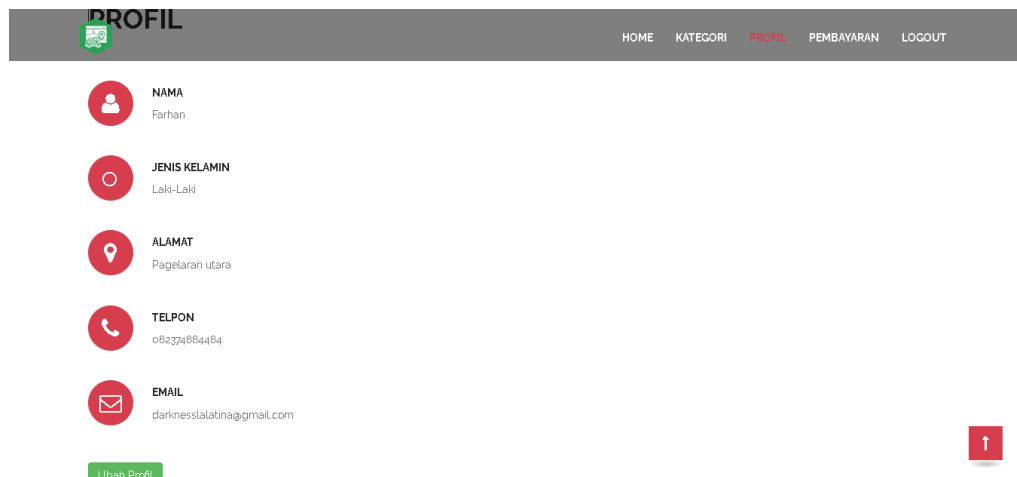 PROFIL
HOME KATEGORI PROFIL PEMBAYARAN LOGOUT
NAMA
Farhan
JENIS KELAMIN
Laki-Laki
ALAMAT
Pagelaran utara
TELPON
082374884484
EMAIL
darknesslalatina@gmail.com
Ubah Profil